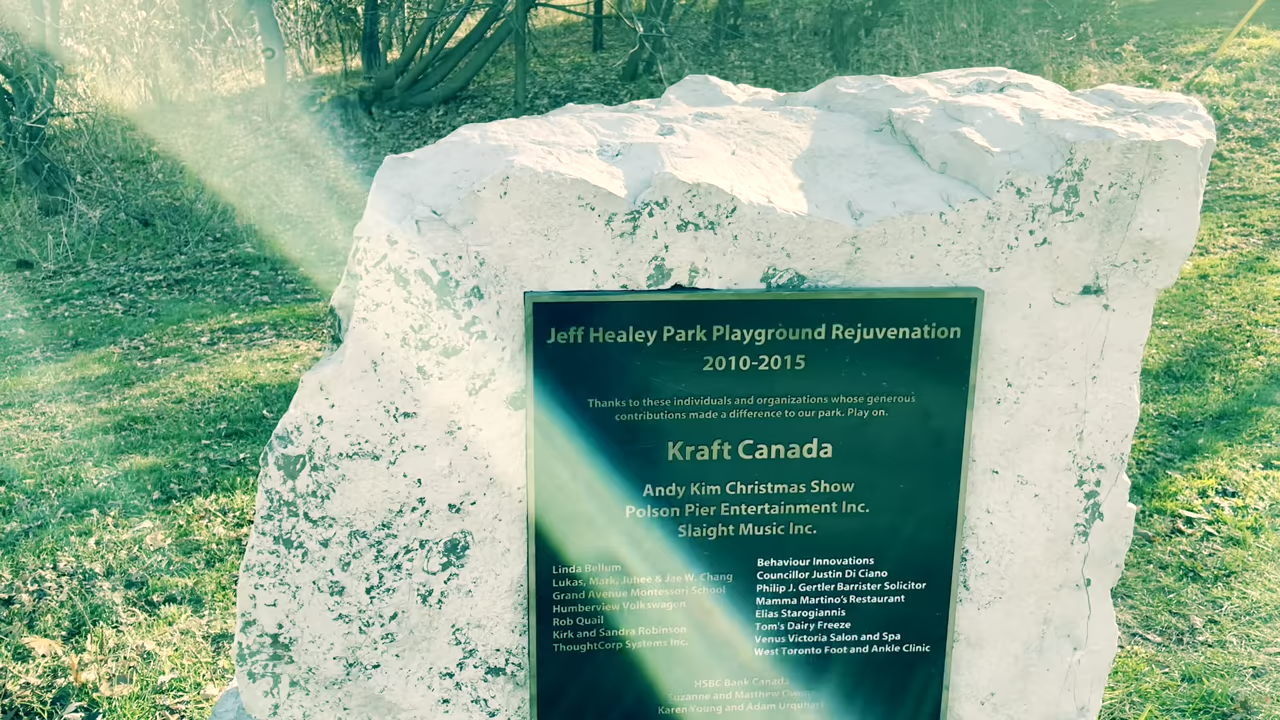 Jeff Healey Park Playground Rejuvenation
2010-2015
Thanks to these individuals and organizations whose generous
contributions made a difference to our park. Play on.
Kraft Canada
Andy Kim Christmas Show
Polson Pier Entertainment Inc.
Slaight Music Inc.
Linda Bellum
Lukas, Mark, Juhee & Jae W. Chang
Grand Avenue Montessori School
Humberview Volkswagen
Rob Quail
Kirk and Sandra Robinson
ThoughtCorp Systems Inc.
Behaviour Innovations
Councillor Justin Di Ciano
Philip J. Gertler Barrister Solicitor
Mamma Martino's Restaurant
Elias Starogiannis
Tom's Dairy Freeze
Venus Victoria Salon and Spa
West Toronto Foot and Ankle Clinic
HSBC Bank Canada
Suzanne and Matthew
Karen Young and Adam Urquhart